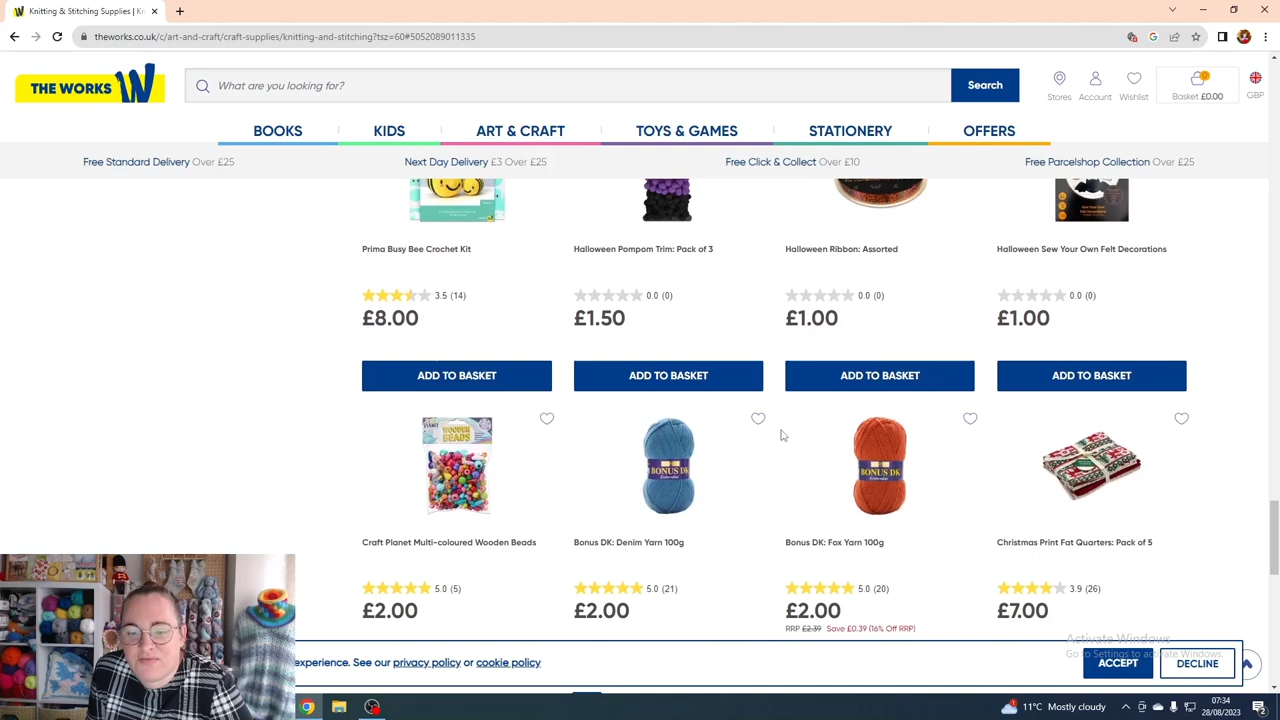 Knitting & Stitching | Craft Supplies
theworks.co.uk/c/art-and-craft/craft-supplies/knitting-and-stitching?tsz=60#5052089011335
THE WORKS W
What are you looking for?
Search
Stores
Account
Wishlist
0
Basket £0.00
GBP
BOOKS
KIDS
ART & CRAFT
TOYS & GAMES
STATIONERY
OFFERS
Free Standard Delivery Over £25
Next Day Delivery £3 Over £25
Free Click & Collect Over £10
Free Parcelshop Collection Over £25
Prima Busy Bee Crochet Kit
Halloween Pompom Trim: Pack of 3
Halloween Ribbon: Assorted
Halloween Sew Your Own Felt Decorations
3.5 (14)
0.0 (0)
0.0 (0)
0.0 (0)
£8.00
£1.50
£1.00
£1.00
ADD TO BASKET
ADD TO BASKET
ADD TO BASKET
ADD TO BASKET
WOODEN BEADS
BONUS DK
BONUS DK
Craft Planet Multi-coloured Wooden Beads
Bonus DK: Denim Yarn 100g
Bonus DK: Fox Yarn 100g
Christmas Print Fat Quarters: Pack of 5
5.0 (5)
5.0 (21)
5.0 (20)
3.9 (26)
£2.00
£2.00
£2.00
£7.00
RRP £2.39 Save £0.39 (16% Off RRP)
Activate Windows
Go to Settings to activate Windows.
experience. See our privacy policy or cookie policy
ACCEPT
DECLINE
11°C Mostly cloudy
07:34
28/08/2023